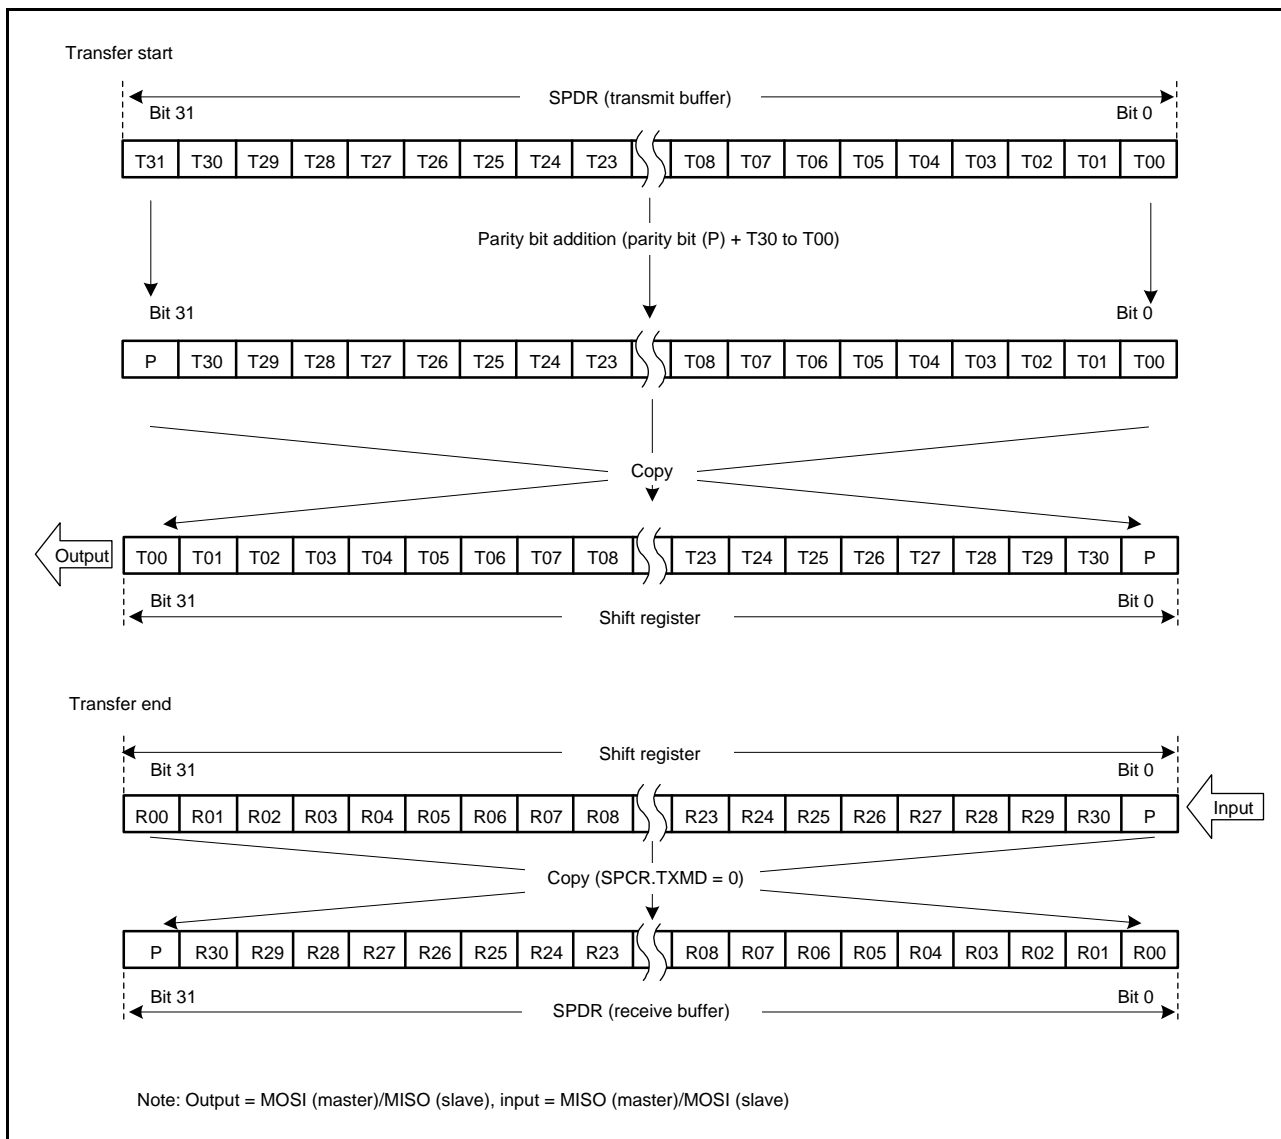 Transfer start
SPDR (transmit buffer)
Bit 31 Bit 0
T31 T30 T29 T28 T27 T26 T25 T24 T23 T08 T07 T06 T05 T04 T03 T02 T01 T00
Parity bit addition (parity bit (P) + T30 to T00)
Bit 31 Bit 0
P T30 T29 T28 T27 T26 T25 T24 T23 T08 T07 T06 T05 T04 T03 T02 T01 T00
Copy
Output T00 T01 T02 T03 T04 T05 T06 T07 T08 T23 T24 T25 T26 T27 T28 T29 T30 P
Bit 31 Bit 0
Shift register
Transfer end
Shift register
Bit 31 Bit 0
R00 R01 R02 R03 R04 R05 R06 R07 R08 R23 R24 R25 R26 R27 R28 R29 R30 P Input
Copy (SPCR.TXMD = 0)
P R30 R29 R28 R27 R26 R25 R24 R23 R08 R07 R06 R05 R04 R03 R02 R01 R00
Bit 31 Bit 0
SPDR (receive buffer)
Note: Output = MOSI (master)/MISO (slave), input = MISO (master)/MOSI (slave)